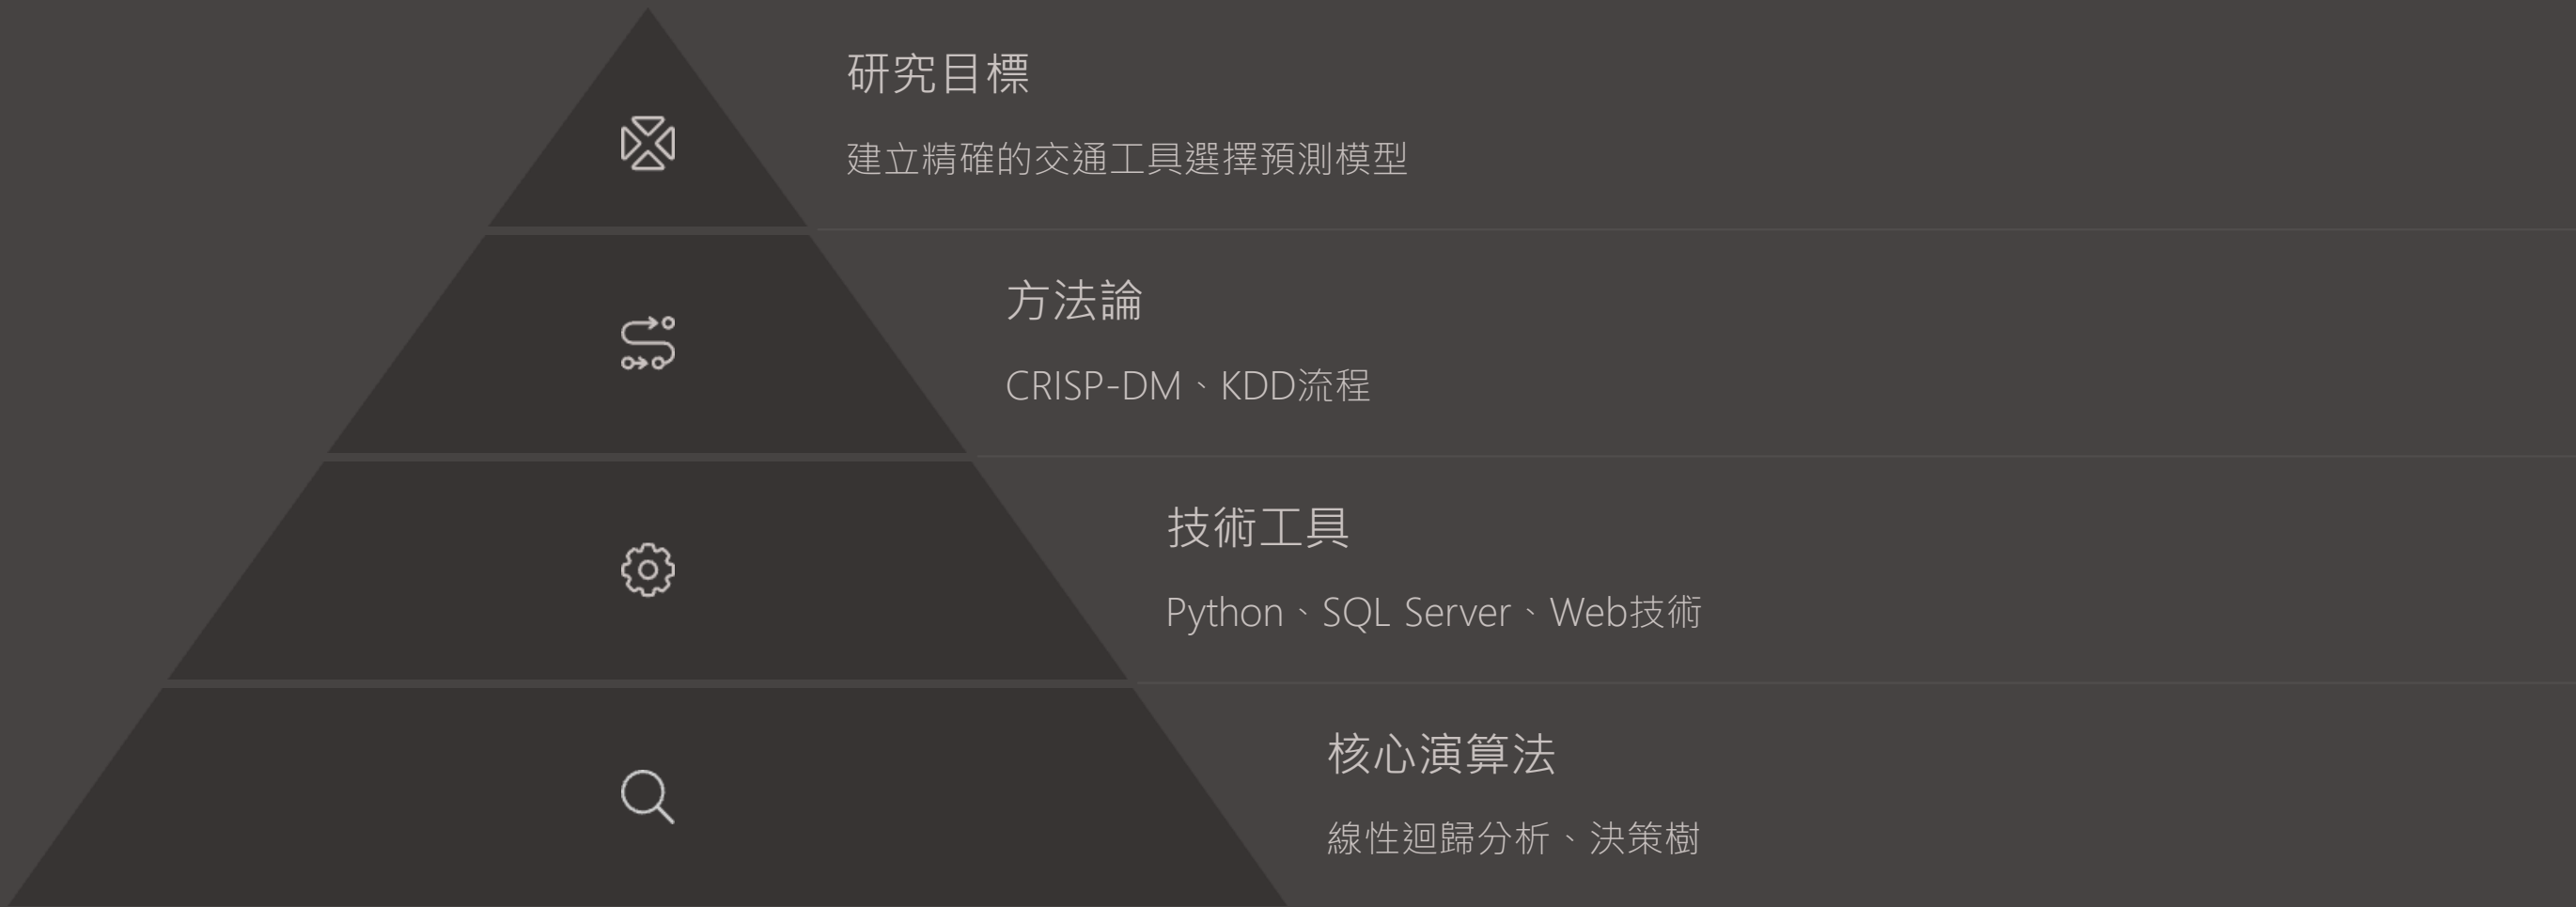 研究目標
建立精確的交通工具選擇預測模型
方法論
CRISP-DM、KDD流程
技術工具
Python、SQL Server、Web技術
核心演算法
線性迴歸分析、決策樹